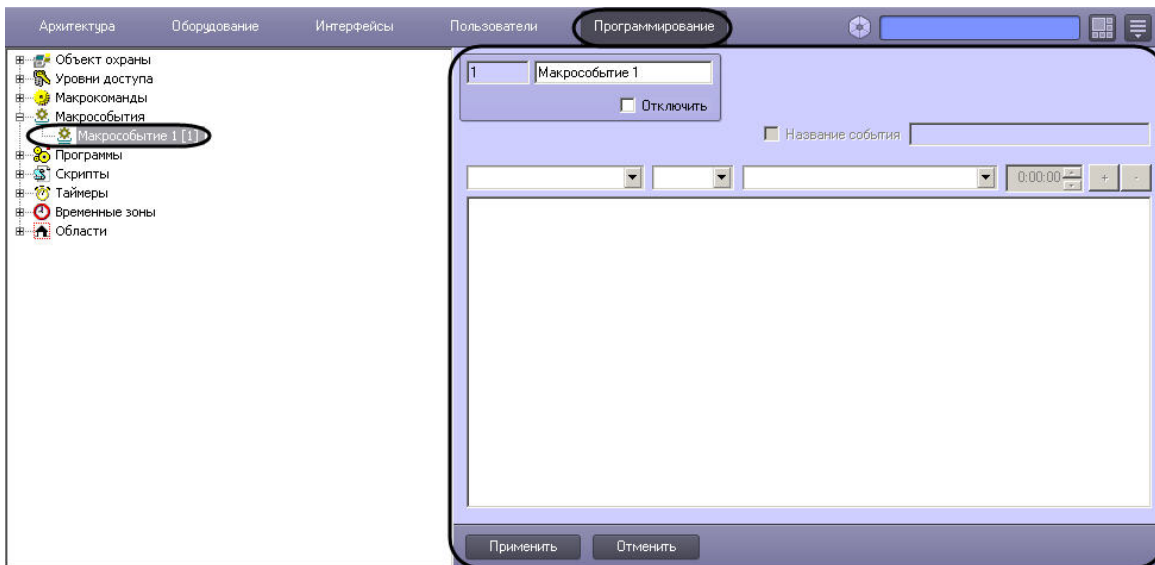 Архитектура Оборудование Интерфейсы Пользователи Программирование
Объект охраны
Уровни доступа
Макрокоманды
Макрособытия
Макрособытие 1 [1]
Программы
Скрипты
Таймеры
Временные зоны
Области
1 Макрособытие 1
Отключить
Название события
0:00:00 + -
Применить Отменить